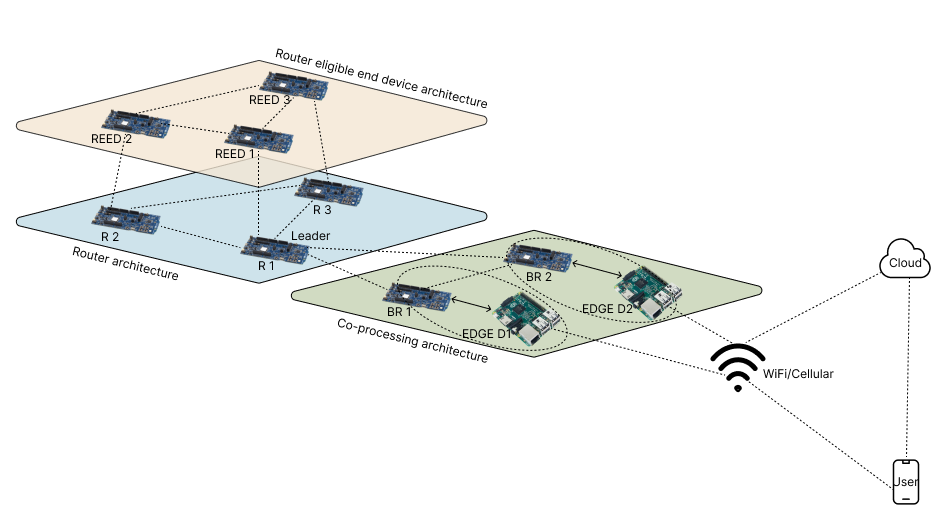 Router eligible end device architecture
REED 3
REED 2
REED 1
R 3
R 2
Leader
R 1
Router architecture
BR 2
BR 1
EDGE D2
EDGE D1
Co-processing architecture
Cloud
WiFi/Cellular
User